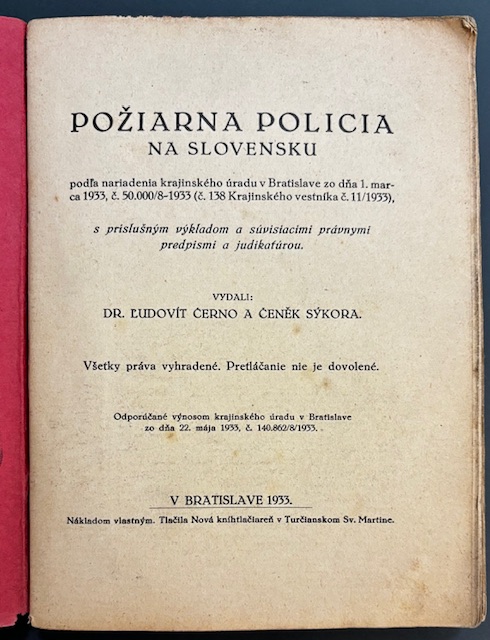 POŽIARNA POLICIA
NA SLOVENSKU
podľa nariadenia krajinského úradu v Bratislave zo dňa 1. mar-
ca 1933, č. 50.000/8-1933 (č. 138 Krajinského vestníka č. 11/1933),
s príslušným výkladom a súvisiacimi právnymi
predpismi a judikatúrou.
VYDALI:
DR. ĽUDOVÍT ČERNO A ČENĚK SÝKORA.
Všetky práva vyhradené. Pretláčanie nie je dovolené.
Odporúčané výnosom krajinského úradu v Bratislave
zo dňa 22. mája 1933, č. 140.862/8/1933.
V BRATISLAVE 1933.
Nákladom vlastným. Tlačila Nová kníhtlačiareň v Turčianskom Sv. Martine.